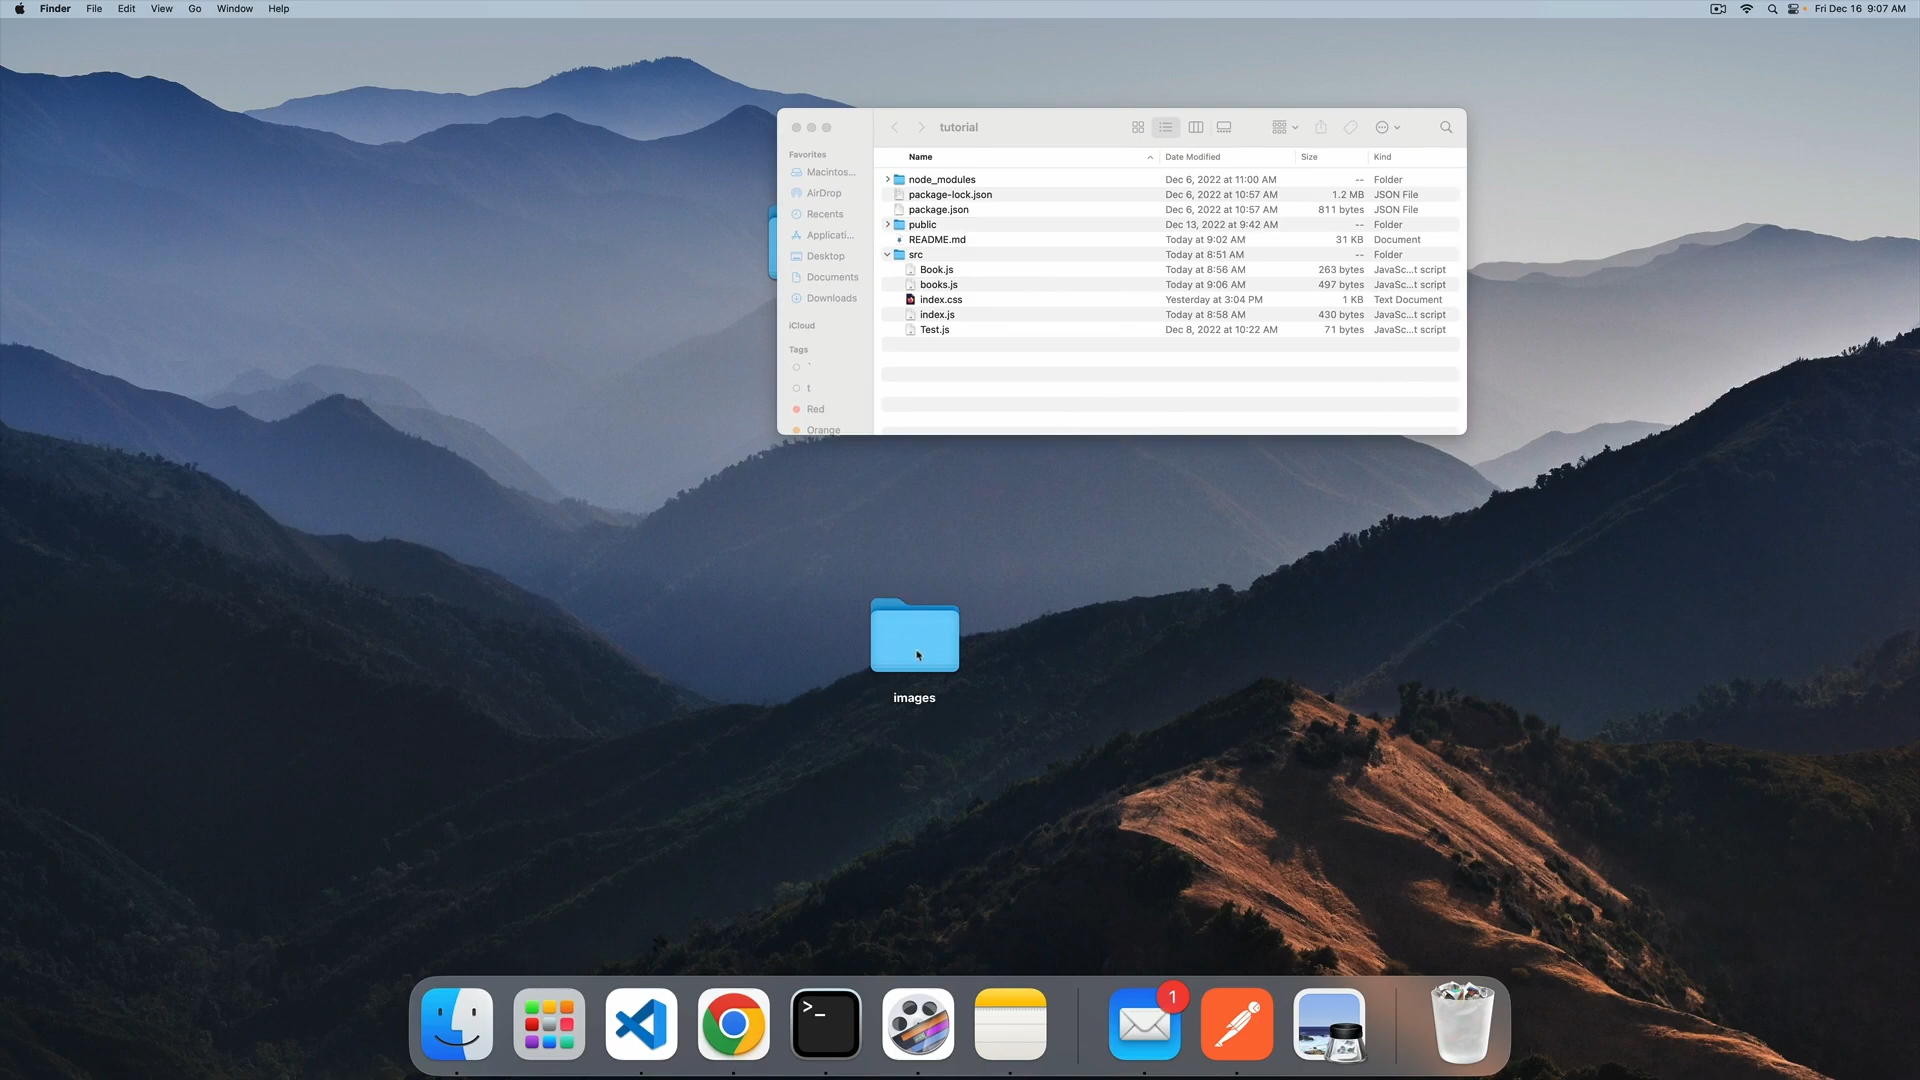 Finder File Edit View Go Window Help
Fri Dec 16 9:07 AM
tutorial
Favorites
Macintos...
AirDrop
Recents
Applicati...
Desktop
Documents
Downloads
iCloud
Tags
`
t
Red
Orange
Name Date Modified Size Kind
node_modules Dec 6, 2022 at 11:00 AM -- Folder
package-lock.json Dec 6, 2022 at 10:57 AM 1.2 MB JSON File
package.json Dec 6, 2022 at 10:57 AM 811 bytes JSON File
public Dec 13, 2022 at 9:42 AM -- Folder
README.md Today at 9:02 AM 31 KB Document
src Today at 8:51 AM -- Folder
Book.js Today at 8:56 AM 263 bytes JavaSc...t script
books.js Today at 9:06 AM 497 bytes JavaSc...t script
index.css Yesterday at 3:04 PM 1 KB Text Document
index.js Today at 8:58 AM 430 bytes JavaSc...t script
Test.js Dec 8, 2022 at 10:22 AM 71 bytes JavaSc...t script
images
>_
1